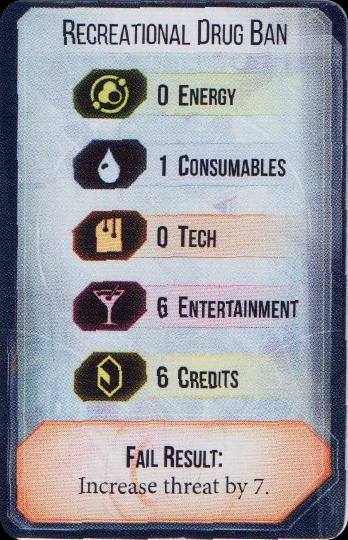 Recreational Drug Ban
0 Energy
1 Consumables
0 Tech
6 Entertainment
6 Credits
Fail Result:
Increase threat by 7.